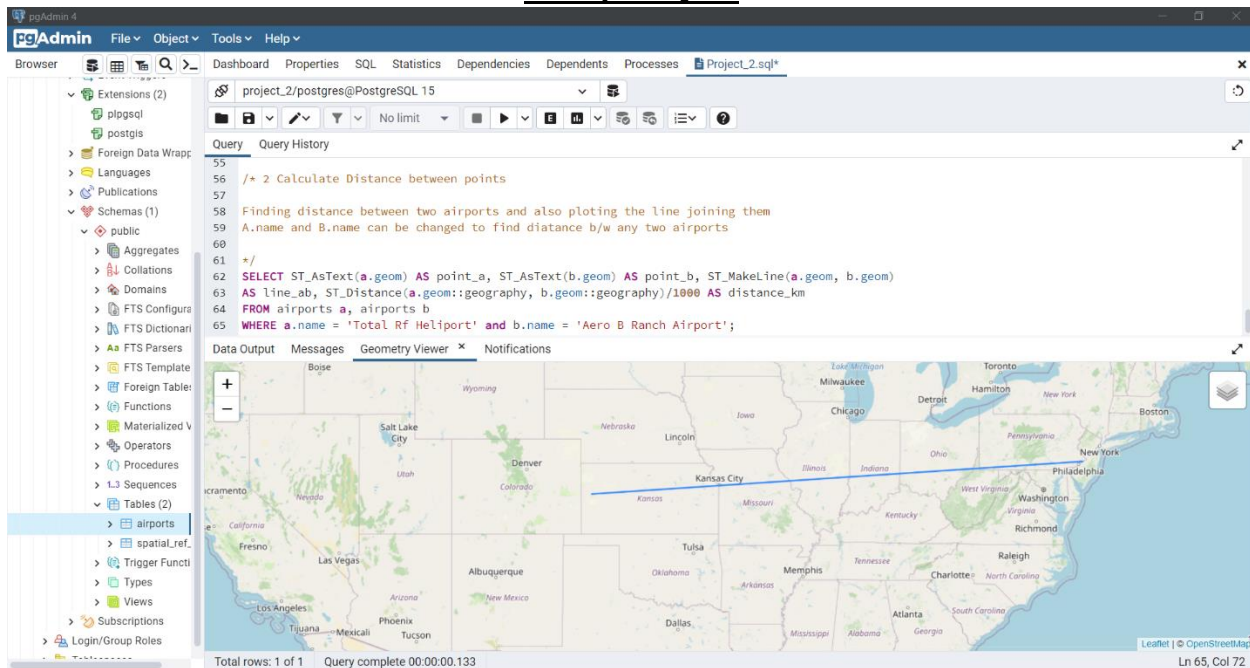 pgAdmin 4
pgAdmin File Object Tools Help
Browser
Dashboard Properties SQL Statistics Dependencies Dependents Processes Project_2.sql*
Extensions (2)
plpgsql
postgis
Foreign Data Wrapp
Languages
Publications
Schemas (1)
public
Aggregates
Collations
Domains
FTS Configura
FTS Dictionari
Aa FTS Parsers
FTS Template
Foreign Table
Functions
Materialized V
Operators
Procedures
1..3 Sequences
Tables (2)
airports
spatial_ref_
Trigger Functi
Types
Views
Subscriptions
Login/Group Roles
project_2/postgres@PostgreSQL 15
No limit
E
Query Query History
55
56 /* 2 Calculate Distance between points
57
58 Finding distance between two airports and also ploting the line joining them
59 A.name and B.name can be changed to find diatance b/w any two airports
60
61 */
62 SELECT ST_AsText(a.geom) AS point_a, ST_AsText(b.geom) AS point_b, ST_MakeLine(a.geom, b.geom)
63 AS line_ab, ST_Distance(a.geom::geography, b.geom::geography)/1000 AS distance_km
64 FROM airports a, airports b
65 WHERE a.name = 'Total Rf Heliport' and b.name = 'Aero B Ranch Airport';
Data Output Messages Geometry Viewer × Notifications
+
−
Boise
Wyoming
Lake Michigan
Milwaukee
Toronto
Hamilton
Detroit
New York
Chicago
Boston
Iowa
Nebraska
Lincoln
Salt Lake
City
Pennsylvania
New York
Philadelphia
Ohio
Denver
Utah
Colorado
Illinois
Indiana
Kansas City
Kansas
Missouri
West Virginia
Washington
Virginia
cramento
Nevada
Kentucky
Richmond
California
Fresno
Las Vegas
Tulsa
Raleigh
Albuquerque
Oklahoma
Memphis
Tennessee
Charlotte
North Carolina
Arkansas
Arizona
New Mexico
Los Angeles
Phoenix
Atlanta
South Carolina
Tijuana
Mexicali
Tucson
Dallas
Mississippi
Alabama
Georgia
Leaflet | © OpenStreetMap
Total rows: 1 of 1 Query complete 00:00:00.133
Ln 65, Col 72